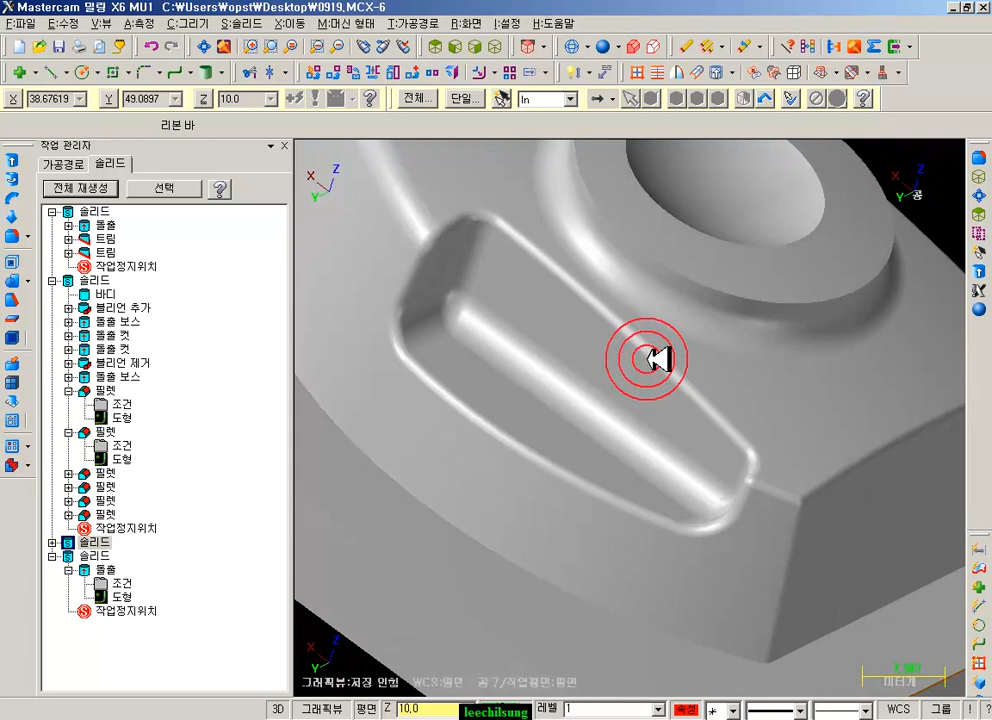 Mastercam 밀링 X6 MU1 C:￦Users￦opst￦Desktop￦0919,MCX-6
F:파일 E:수정 V:뷰 A:측정 C:그리기 S:솔리드 X:이동 M:머신 형태 T:가공경로 R:화면 I:설정 H:도움말
X 38.67619 Y 49.0897 Z 10.0 전체... 단일... In
리본 바
작업 관리자
가공경로 솔리드
전체 재생성 선택
솔리드
돌출
트림
트림
작업정지위치
솔리드
바디
블리언 추가
돌출 보스
돌출 컷
돌출 컷
블리언 제거
돌출 보스
필렛
조건
도형
필렛
조건
도형
필렛
필렛
필렛
필렛
작업정지위치
솔리드
솔리드
돌출
조건
도형
작업정지위치
X Z Y
X Z Y
공
X Z Y
그래픽뷰:저장 안함 WCS:평면 공구/작업평면:평면
미터계
3D 그래픽뷰 평면 Z 10,0 레벨 1 속성 WCS 그룹
leechilsung